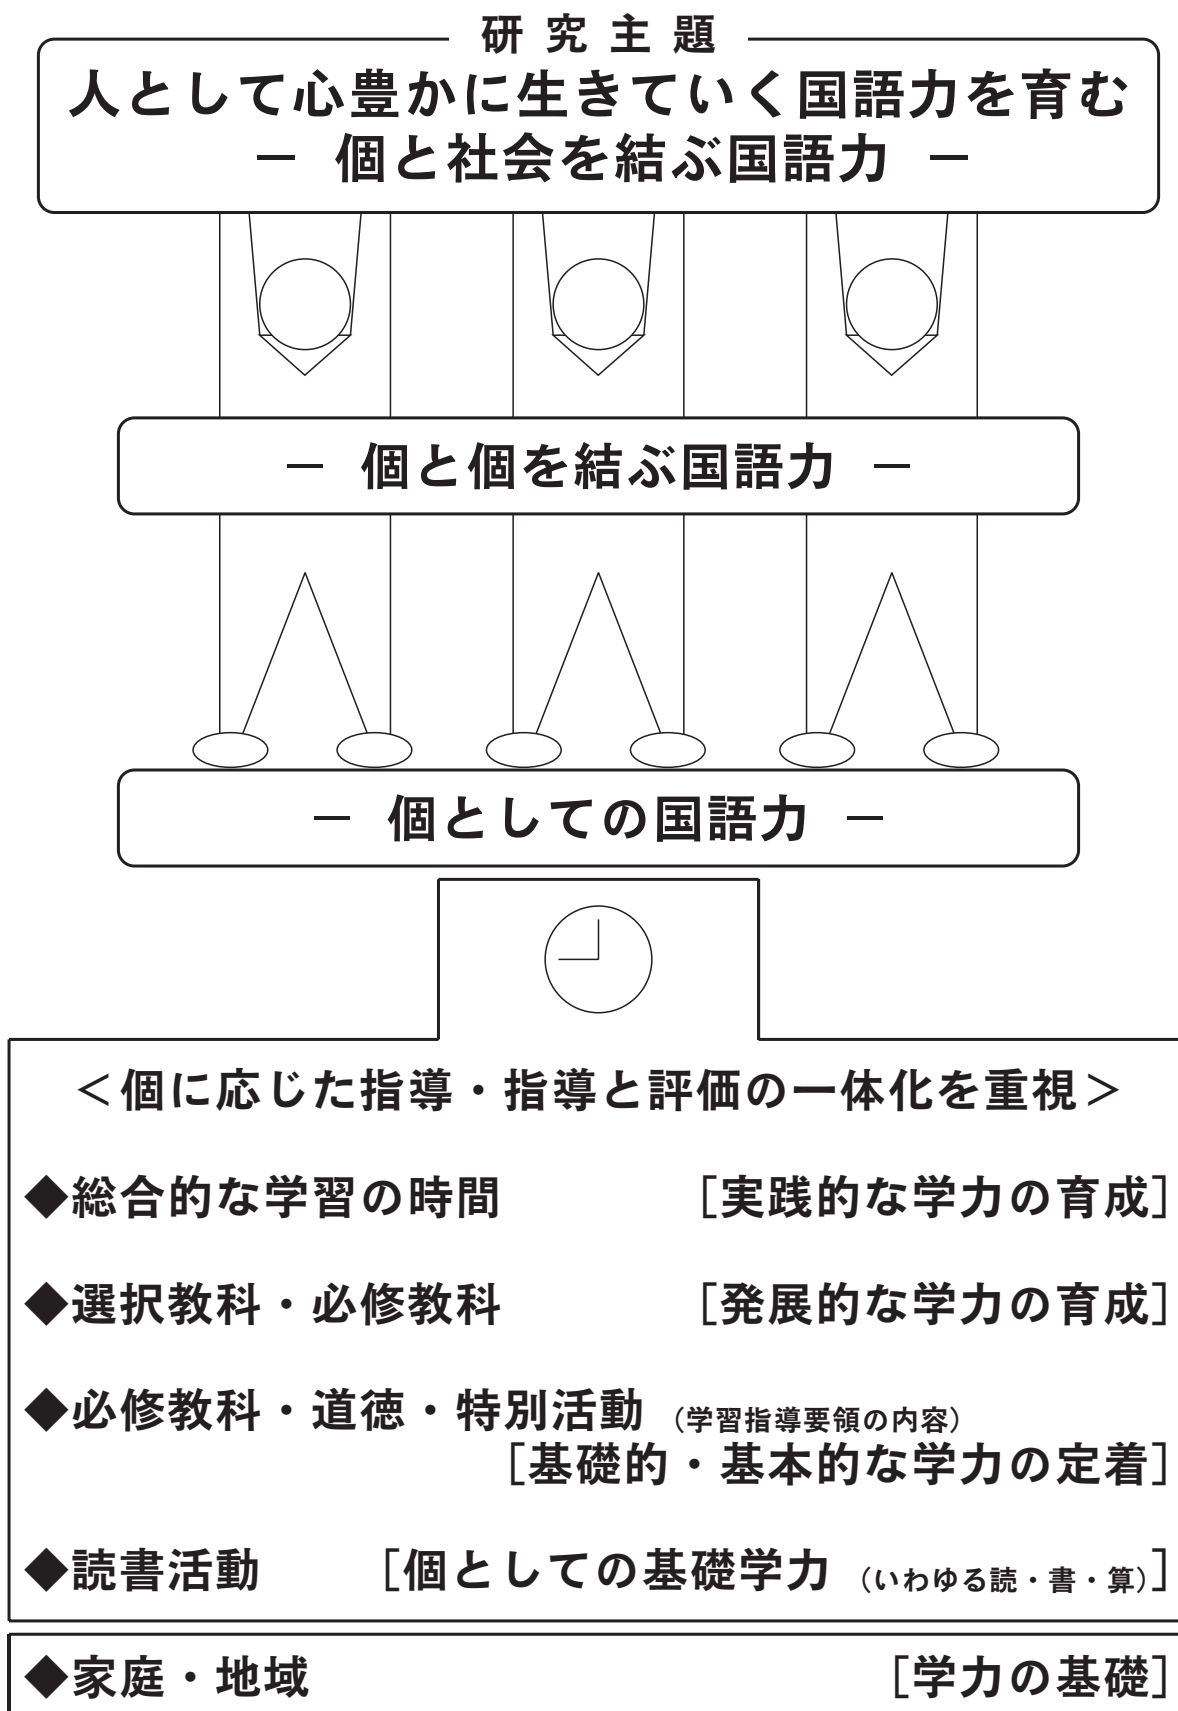 研究主題
人として心豊かに生きていく国語力を育む
－ 個と社会を結ぶ国語力 －
－ 個と個を結ぶ国語力 －
－ 個としての国語力 －
＜個に応じた指導・指導と評価の一体化を重視＞
◆総合的な学習の時間 ［実践的な学力の育成］
◆選択教科・必修教科 ［発展的な学力の育成］
◆必修教科・道徳・特別活動 （学習指導要領の内容）
［基礎的・基本的な学力の定着］
◆読書活動 ［個としての基礎学力 （いわゆる読・書・算）］
◆家庭・地域 ［学力の基礎］